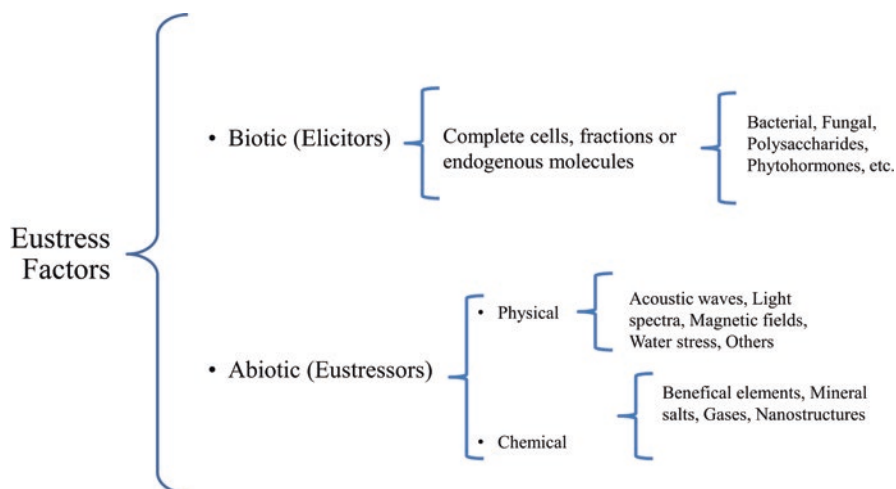 Eustress
Factors
• Biotic (Elicitors)
Complete cells, fractions or
endogenous molecules
Bacterial, Fungal,
Polysaccharides,
Phytohormones, etc.
• Abiotic (Eustressors)
• Physical
Acoustic waves, Light
spectra, Magnetic fields,
Water stress, Others
• Chemical
Benefical elements, Mineral
salts, Gases, Nanostructures